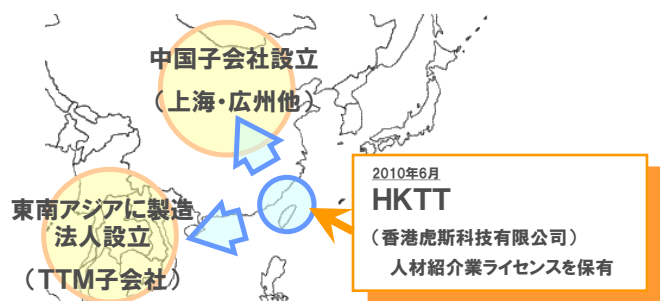 中国子会社設立
（上海・広州他）
東南アジアに製造
法人設立
（TTM子会社）
2010年6月
HKTT
（香港虎斯科技有限公司）
人材紹介業ライセンスを保有